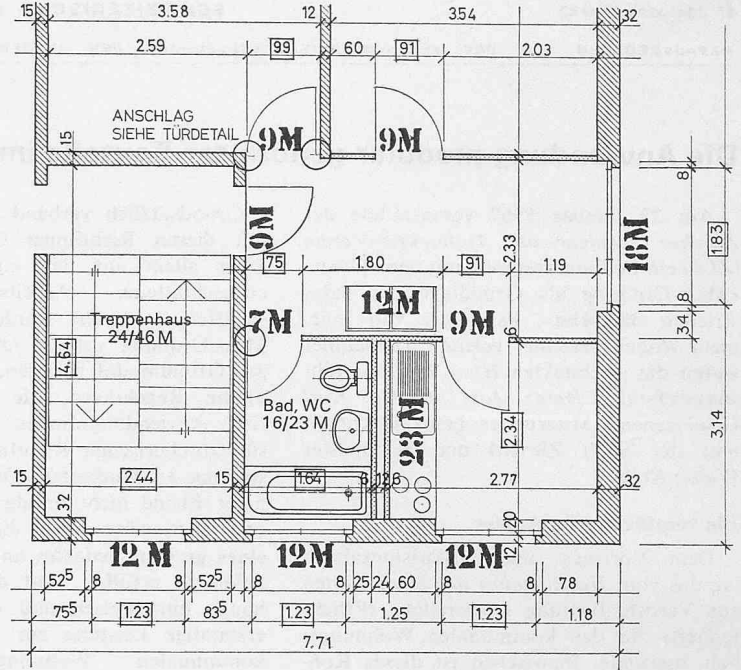 15 3.58 12 3.54 32
2.59 99 60 91 2.03
ANSCHLAG
SIEHE TÜRDETAIL
9M 9M
15
8
9M
2.33
18M
1.83
75 1.80 91 1.19
12M
8
34
6
7M 9M
Treppenhaus
24/46 M
4.64
Bad, WC
16/23 M
23M
2.34
3.14
15 2.44 15 1.64 6 12 6 2.77 32
32
20
12
12M 12M 12M
52⁵ 8 8 52⁵ 8 8 25 24 60 8 8 78
75⁵ 1.23 83⁵ 1.23 1.25 1.23 1.18
7.71